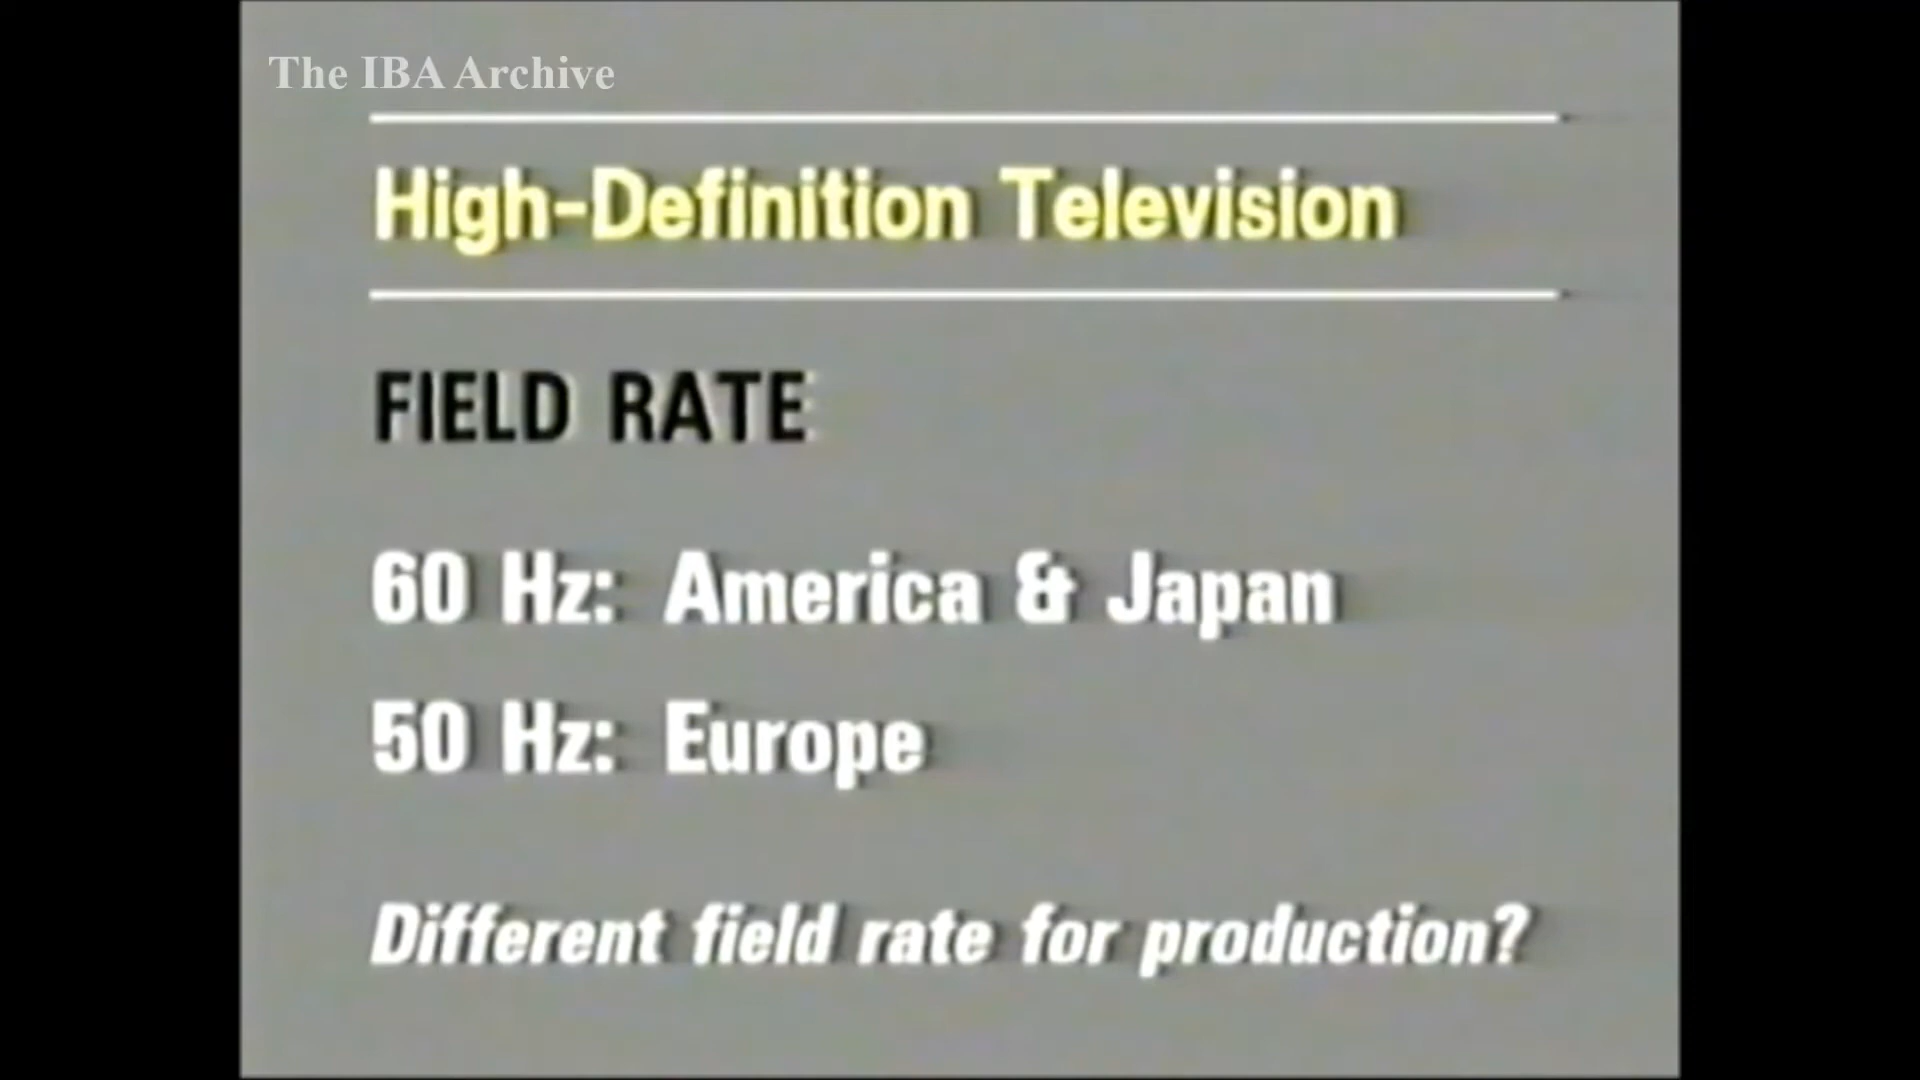 The IBA Archive
High-Definition Television
FIELD RATE
60 Hz: America & Japan
50 Hz: Europe
Different field rate for production?